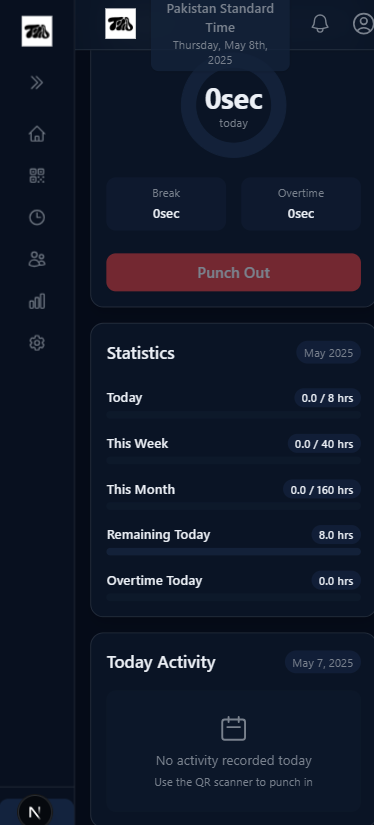 Pakistan Standard
Time
Thursday, May 8th,
2025
0sec
today
Break
0sec
Overtime
0sec
Punch Out
Statistics
May 2025
Today
0.0 / 8 hrs
This Week
0.0 / 40 hrs
This Month
0.0 / 160 hrs
Remaining Today
8.0 hrs
Overtime Today
0.0 hrs
Today Activity
May 7, 2025
No activity recorded today
Use the QR scanner to punch in
N